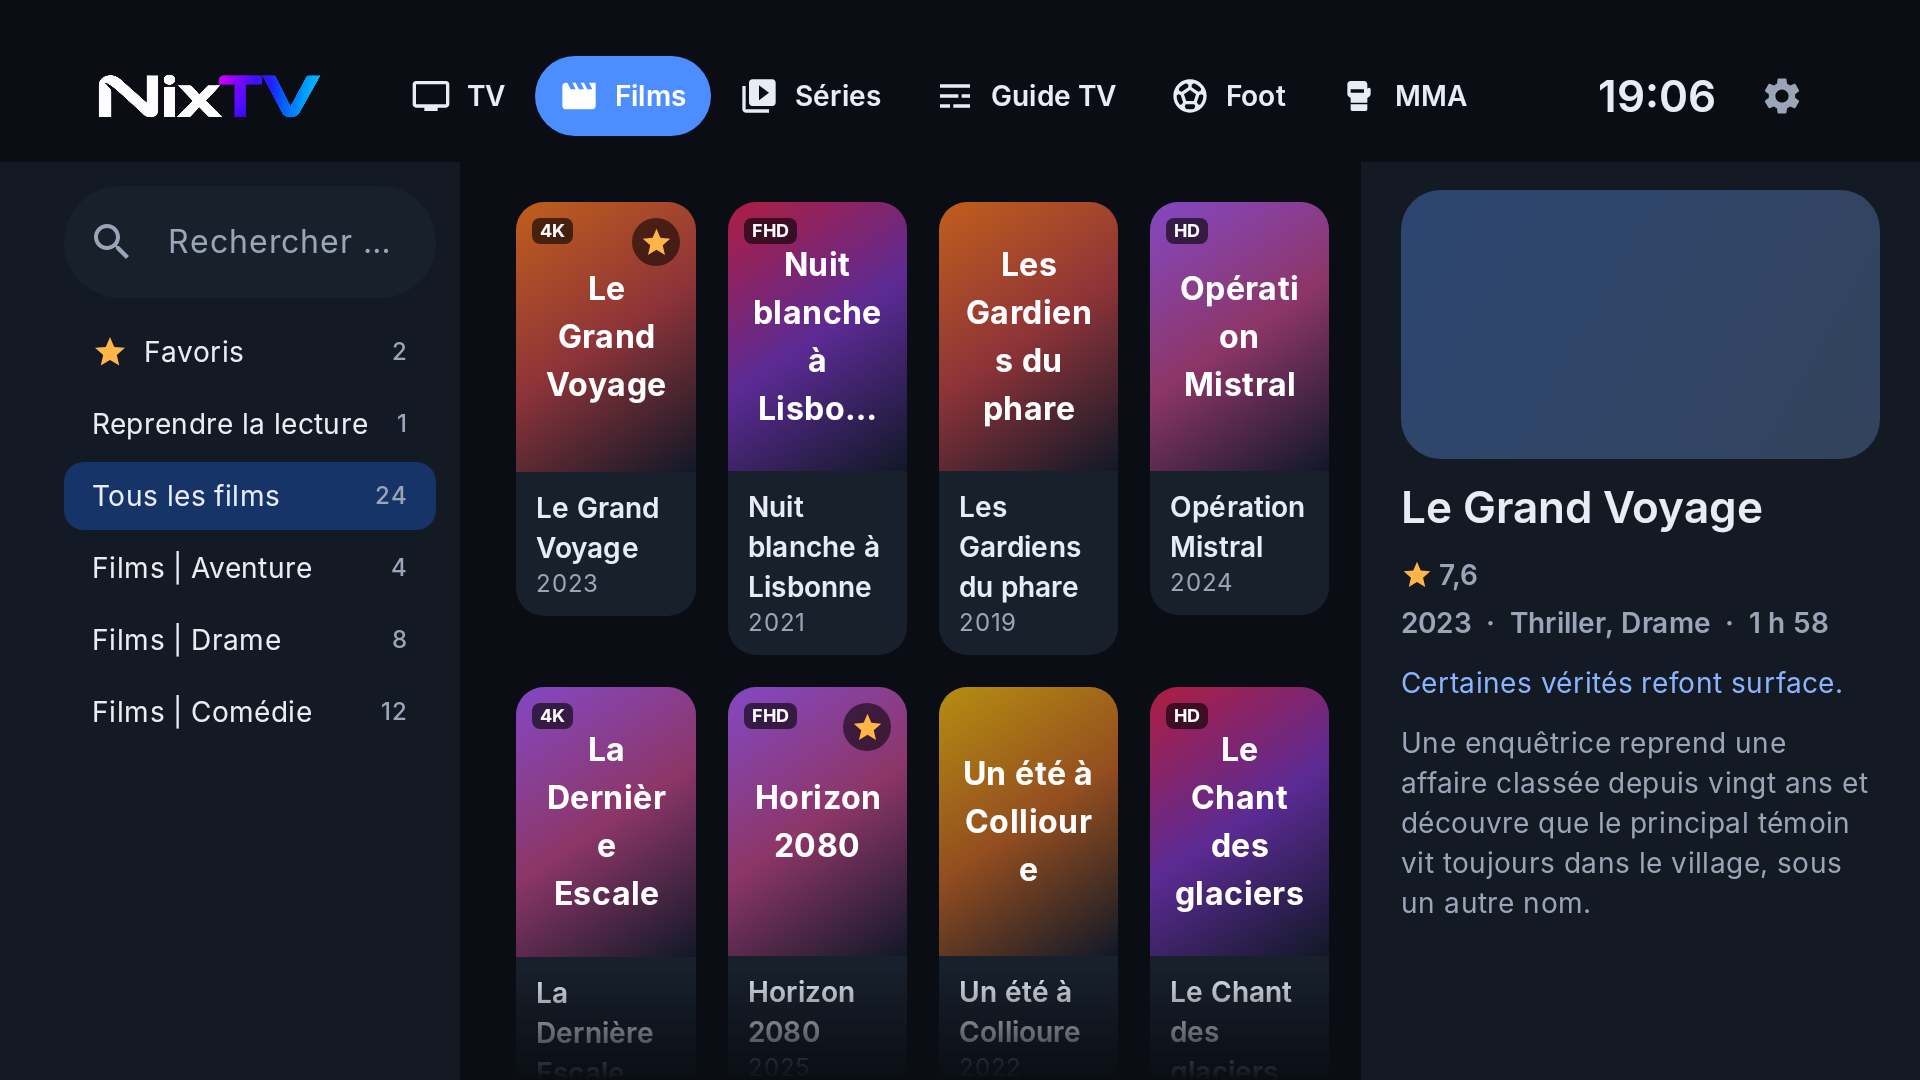 NixTV
TV
Films
Séries
Guide TV
Foot
MMA
19:06
Rechercher ...
Favoris 2
Reprendre la lecture 1
Tous les films 24
Films | Aventure 4
Films | Drame 8
Films | Comédie 12
4K
Le
Grand
Voyage
Le Grand
Voyage
2023
FHD
Nuit
blanche
à
Lisbo...
Nuit
blanche à
Lisbonne
2021
Les
Gardien
s du
phare
Les
Gardiens
du phare
2019
HD
Opérati
on
Mistral
Opération
Mistral
2024
4K
La
Dernièr
e
Escale
La
Dernière
Escale
FHD
Horizon
2080
Horizon
2080
2025
Un été à
Colliour
e
Un été à
Collioure
2022
HD
Le
Chant
des
glaciers
Le Chant
des
glaciers
Le Grand Voyage
7,6
2023 · Thriller, Drame · 1 h 58
Certaines vérités refont surface.
Une enquêtrice reprend une
affaire classée depuis vingt ans et
découvre que le principal témoin
vit toujours dans le village, sous
un autre nom.